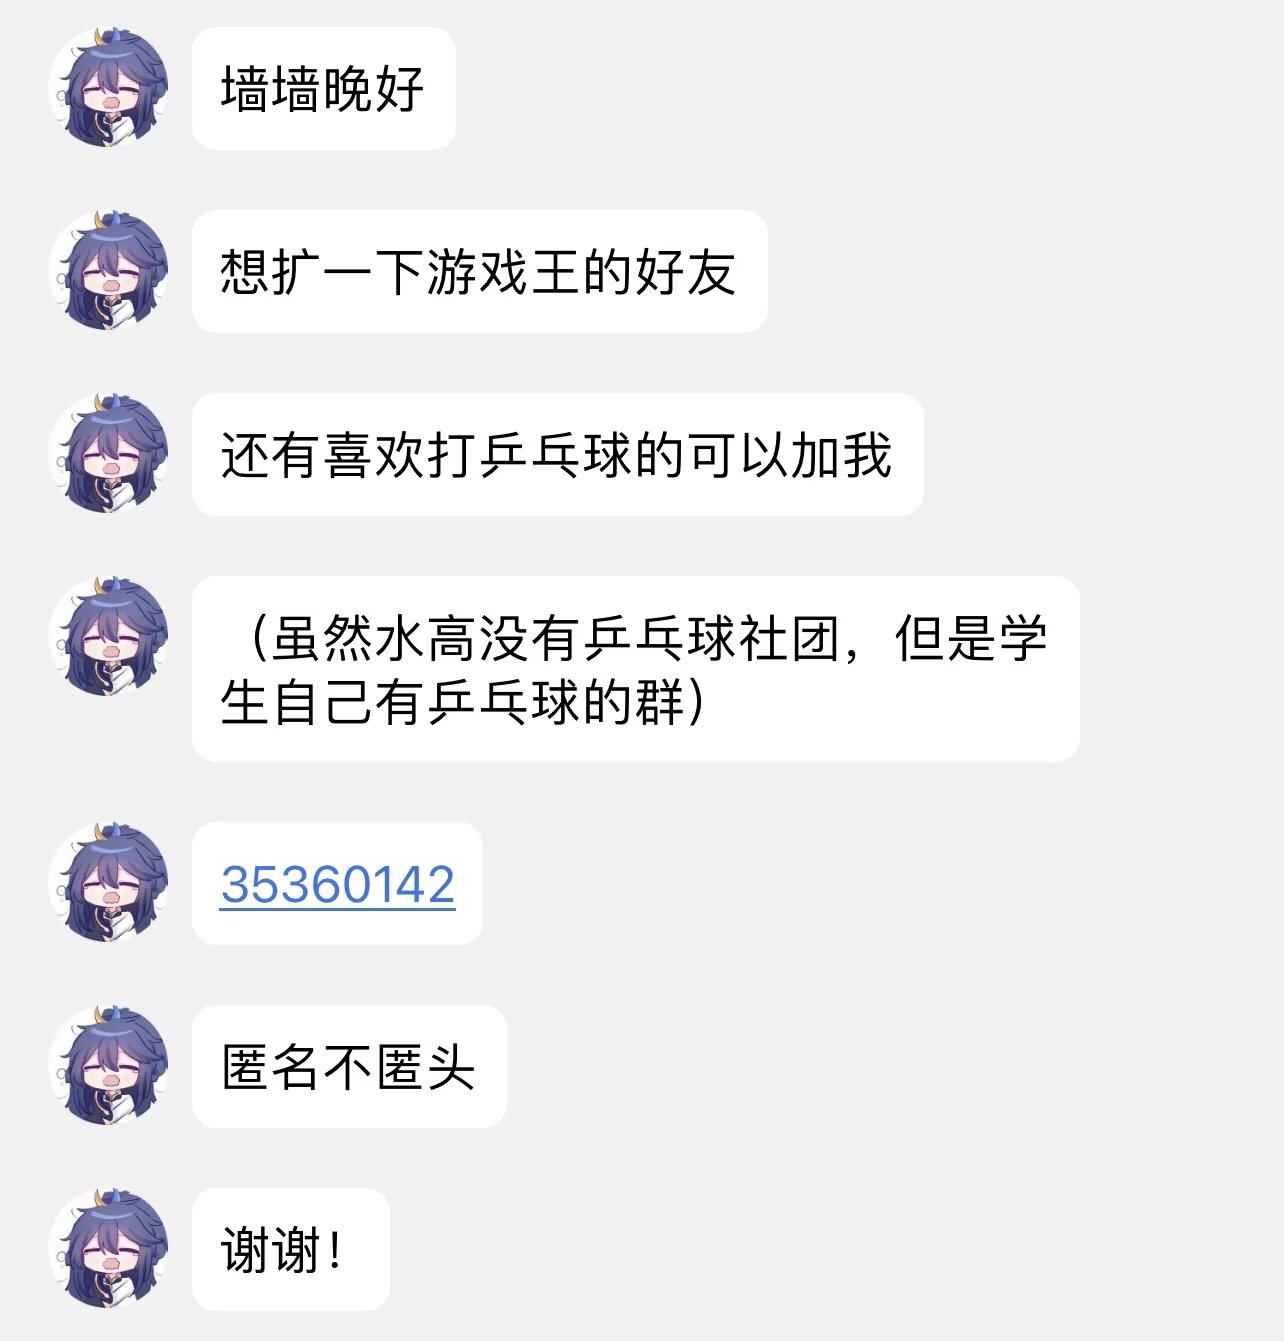 墙墙晚好
想扩一下游戏王的好友
还有喜欢打乒乓球的可以加我
（虽然水高没有乒乓球社团，但是学
生自己有乒乓球的群）
35360142
匿名不匿头
谢谢！